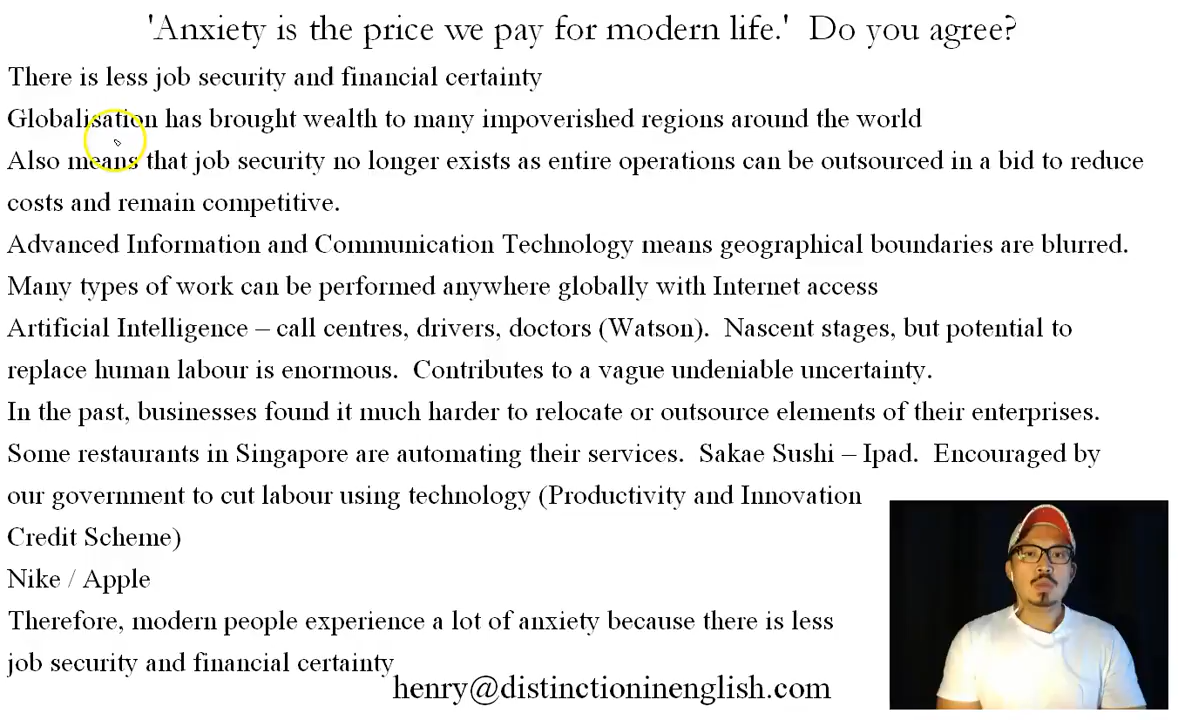 'Anxiety is the price we pay for modern life.'  Do you agree?
There is less job security and financial certainty
Globalisation has brought wealth to many impoverished regions around the world
Also means that job security no longer exists as entire operations can be outsourced in a bid to reduce
costs and remain competitive.
Advanced Information and Communication Technology means geographical boundaries are blurred.
Many types of work can be performed anywhere globally with Internet access
Artificial Intelligence – call centres, drivers, doctors (Watson).  Nascent stages, but potential to
replace human labour is enormous.  Contributes to a vague undeniable uncertainty.
In the past, businesses found it much harder to relocate or outsource elements of their enterprises.
Some restaurants in Singapore are automating their services.  Sakae Sushi – Ipad.  Encouraged by
our government to cut labour using technology (Productivity and Innovation
Credit Scheme)
Nike / Apple
Therefore, modern people experience a lot of anxiety because there is less
job security and financial certainty
henry@distinctioninenglish.com